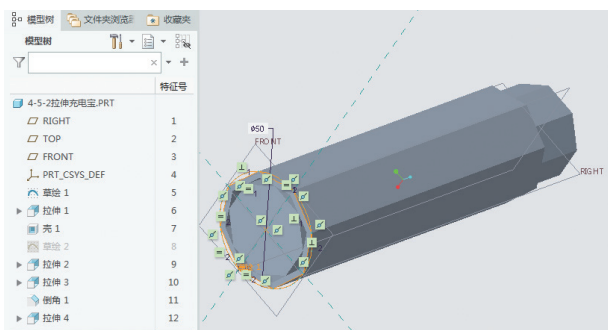 模型树 文件夹浏览器 收藏夹
模型树
特征号
4-5-2拉伸充电宝.PRT
RIGHT 1
TOP 2
FRONT 3
PRT_CSYS_DEF 4
草绘 1 5
拉伸 1 6
壳 1 7
草绘 2 8
拉伸 2 9
拉伸 3 10
倒角 1 11
拉伸 4 12
Ø50
FRONT
RIGHT